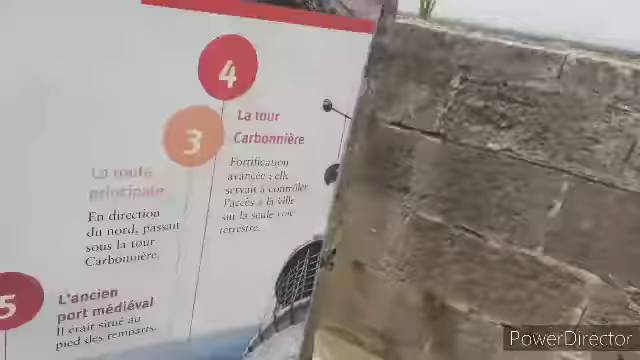 4
La tour
Carbonnière
Fortification
avancée : elle
servait à contrôler
l'accès à la ville
sur la seule voie
terrestre.
3
La route
principale
En direction
du nord, passait
sous la tour
Carbonnière.
5
L'ancien
port médiéval
Il était situé au
pied des remparts.
PowerDirector